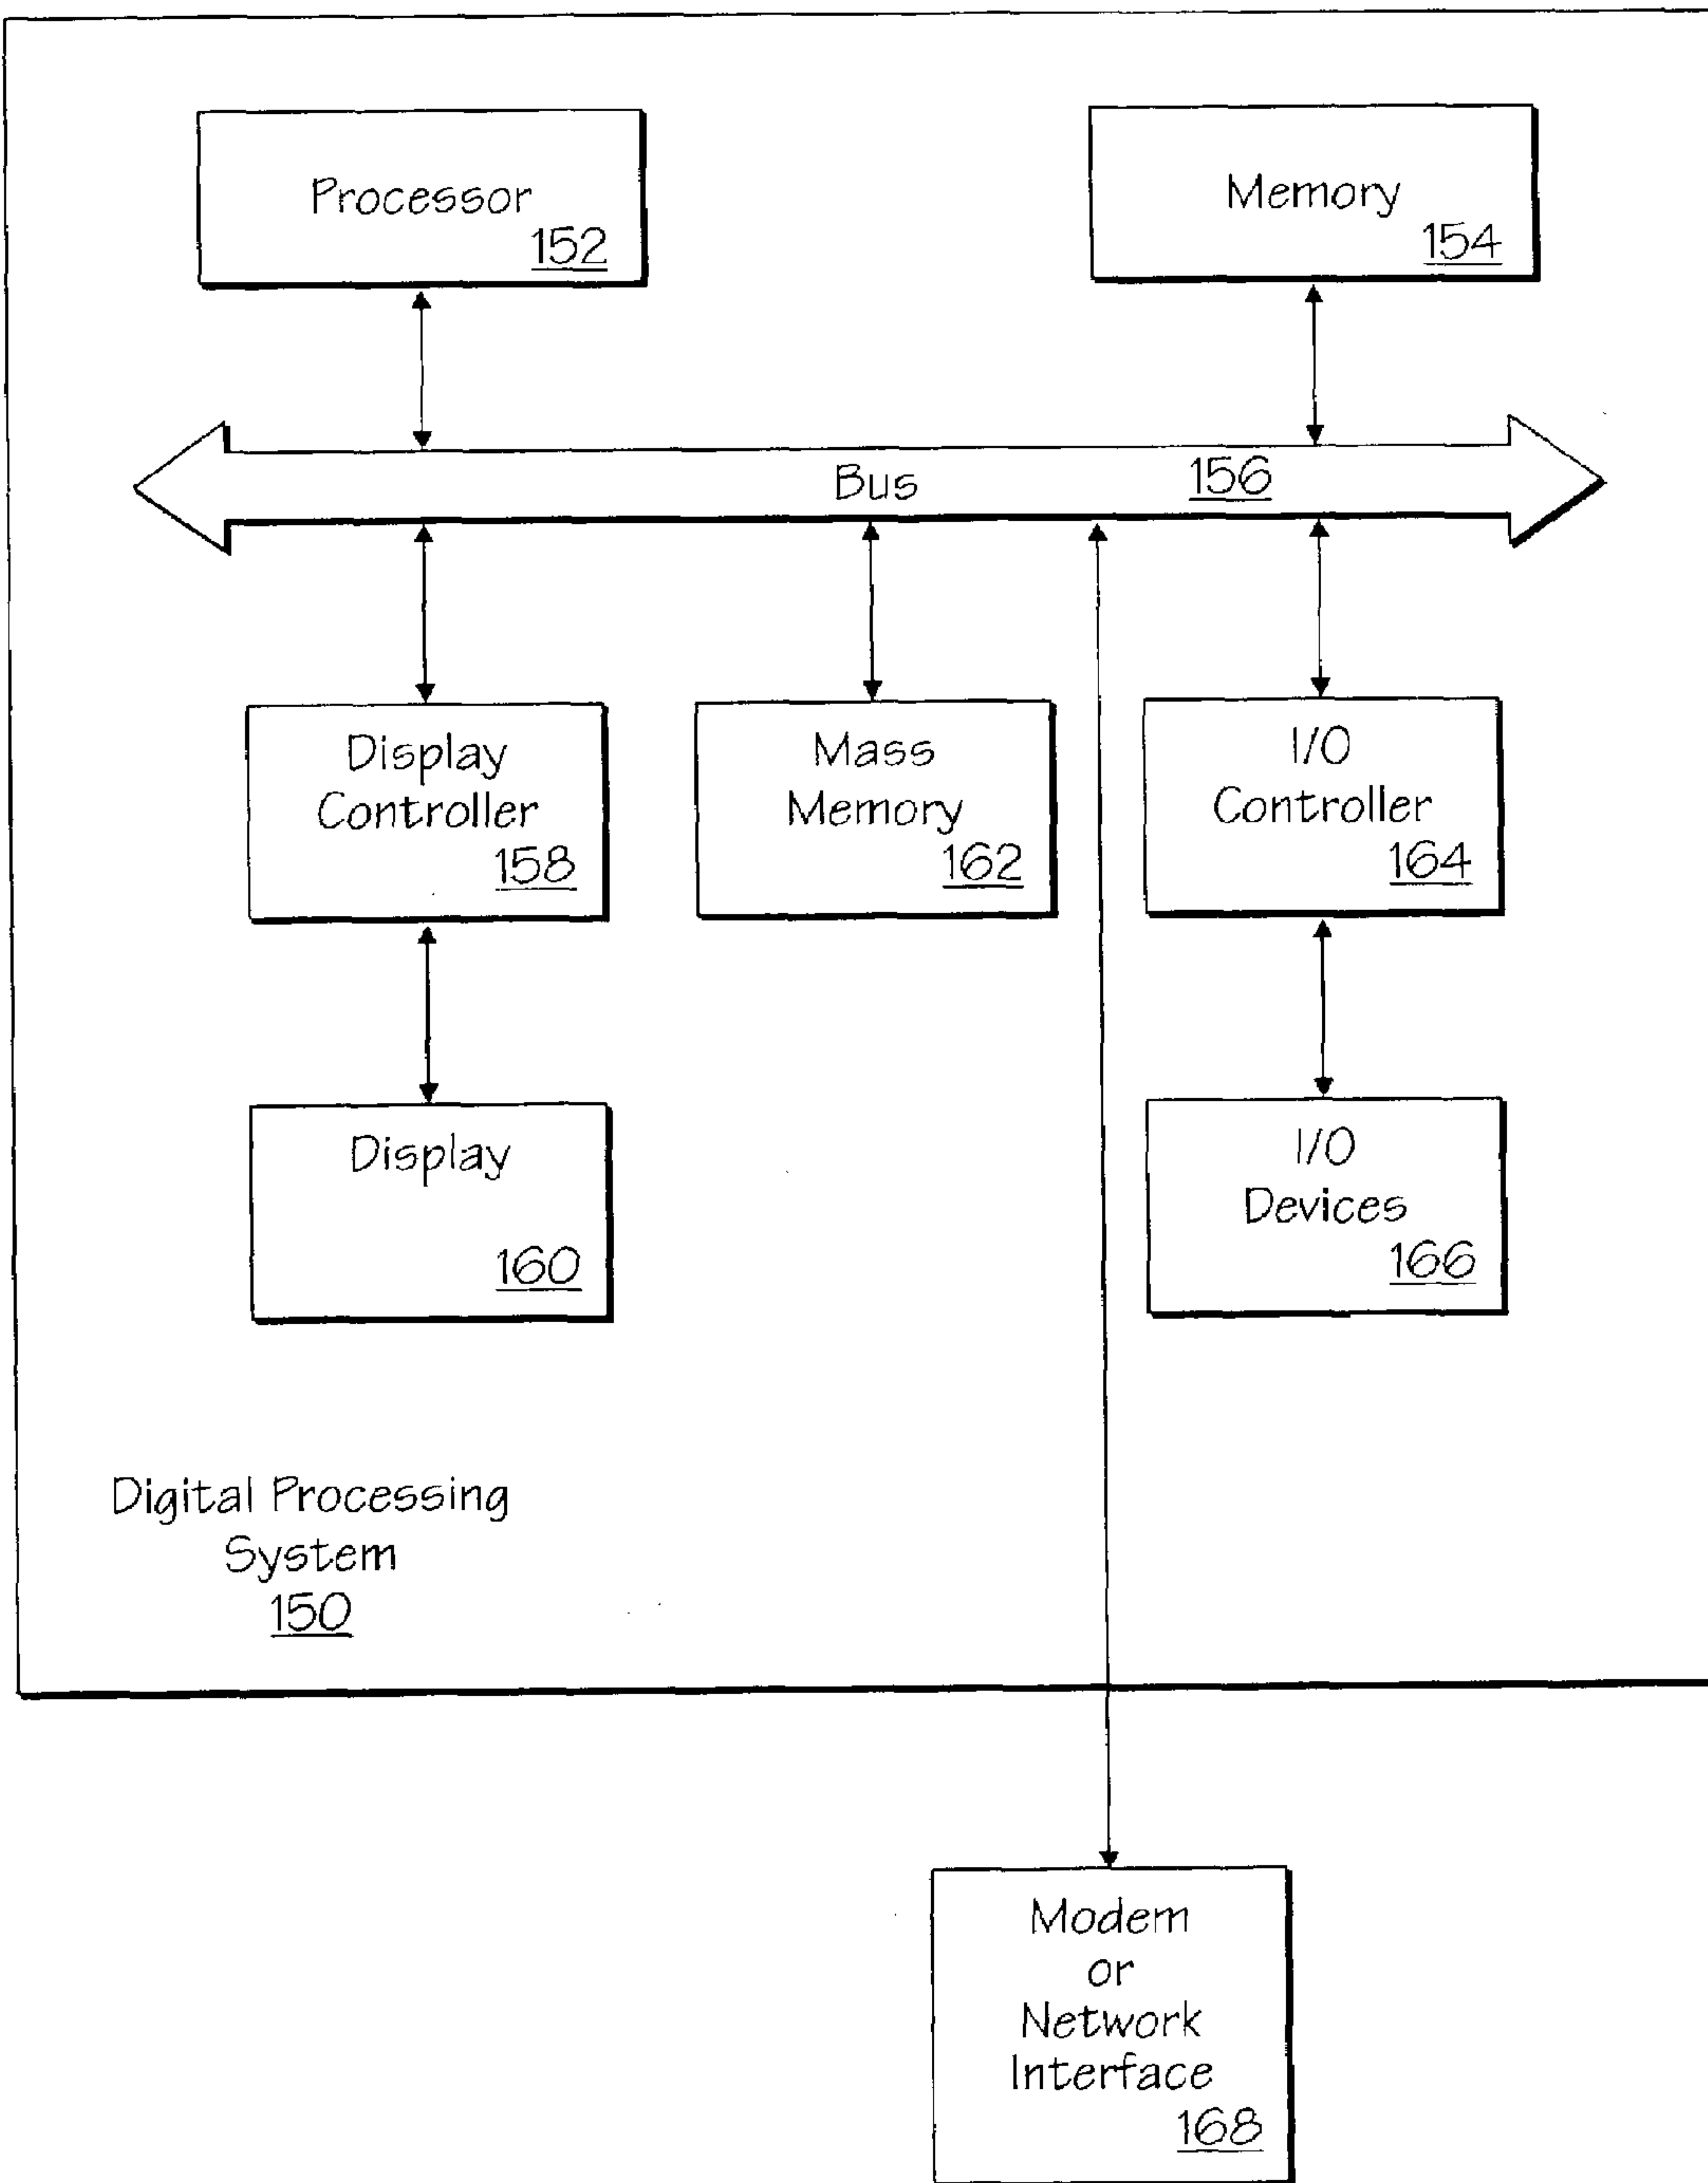 Processor
152
Memory
154
Bus
156
Display
Controller
158
Mass
Memory
162
I/O
Controller
164
Display
160
I/O
Devices
166
Digital Processing
System
150
Modem
or
Network
Interface
168